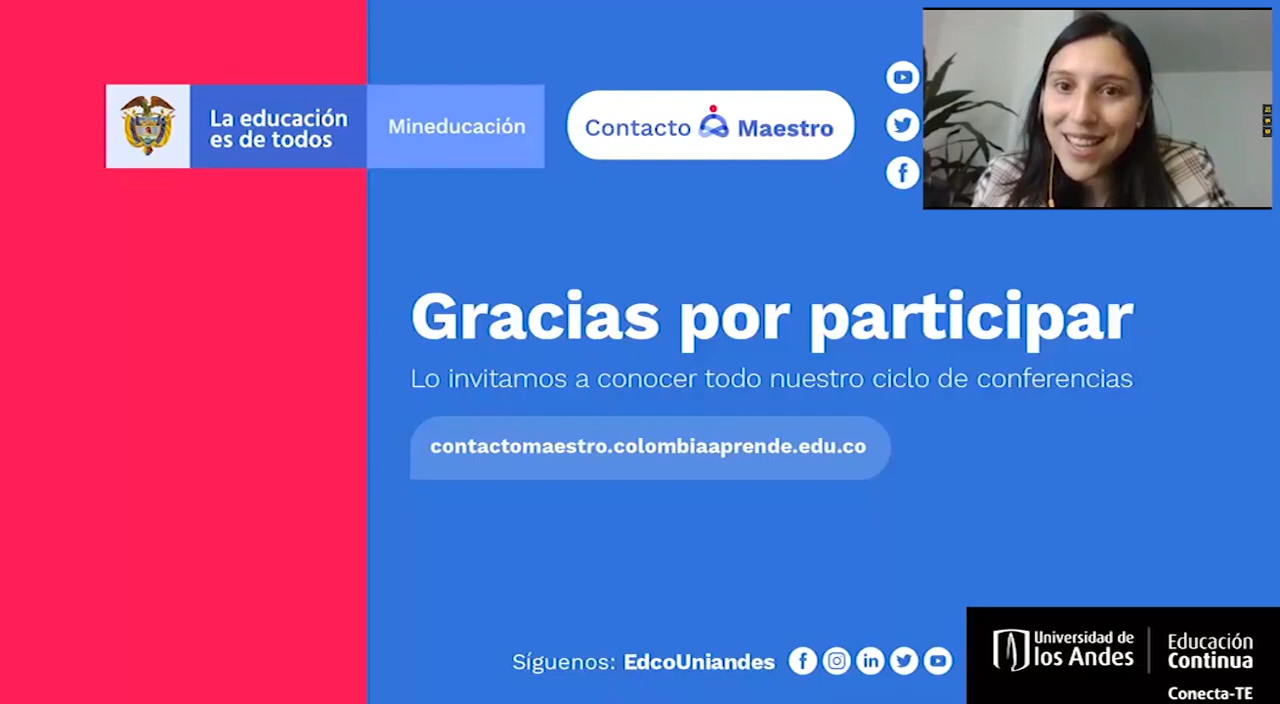 La educación
es de todos
Mineducación
Contacto Maestro
Gracias por participar
Lo invitamos a conocer todo nuestro ciclo de conferencias
contactomaestro.colombiaaprende.edu.co
Síguenos: EdcoUniandes
Universidad de
los Andes
Educación
Continua
Conecta-TE